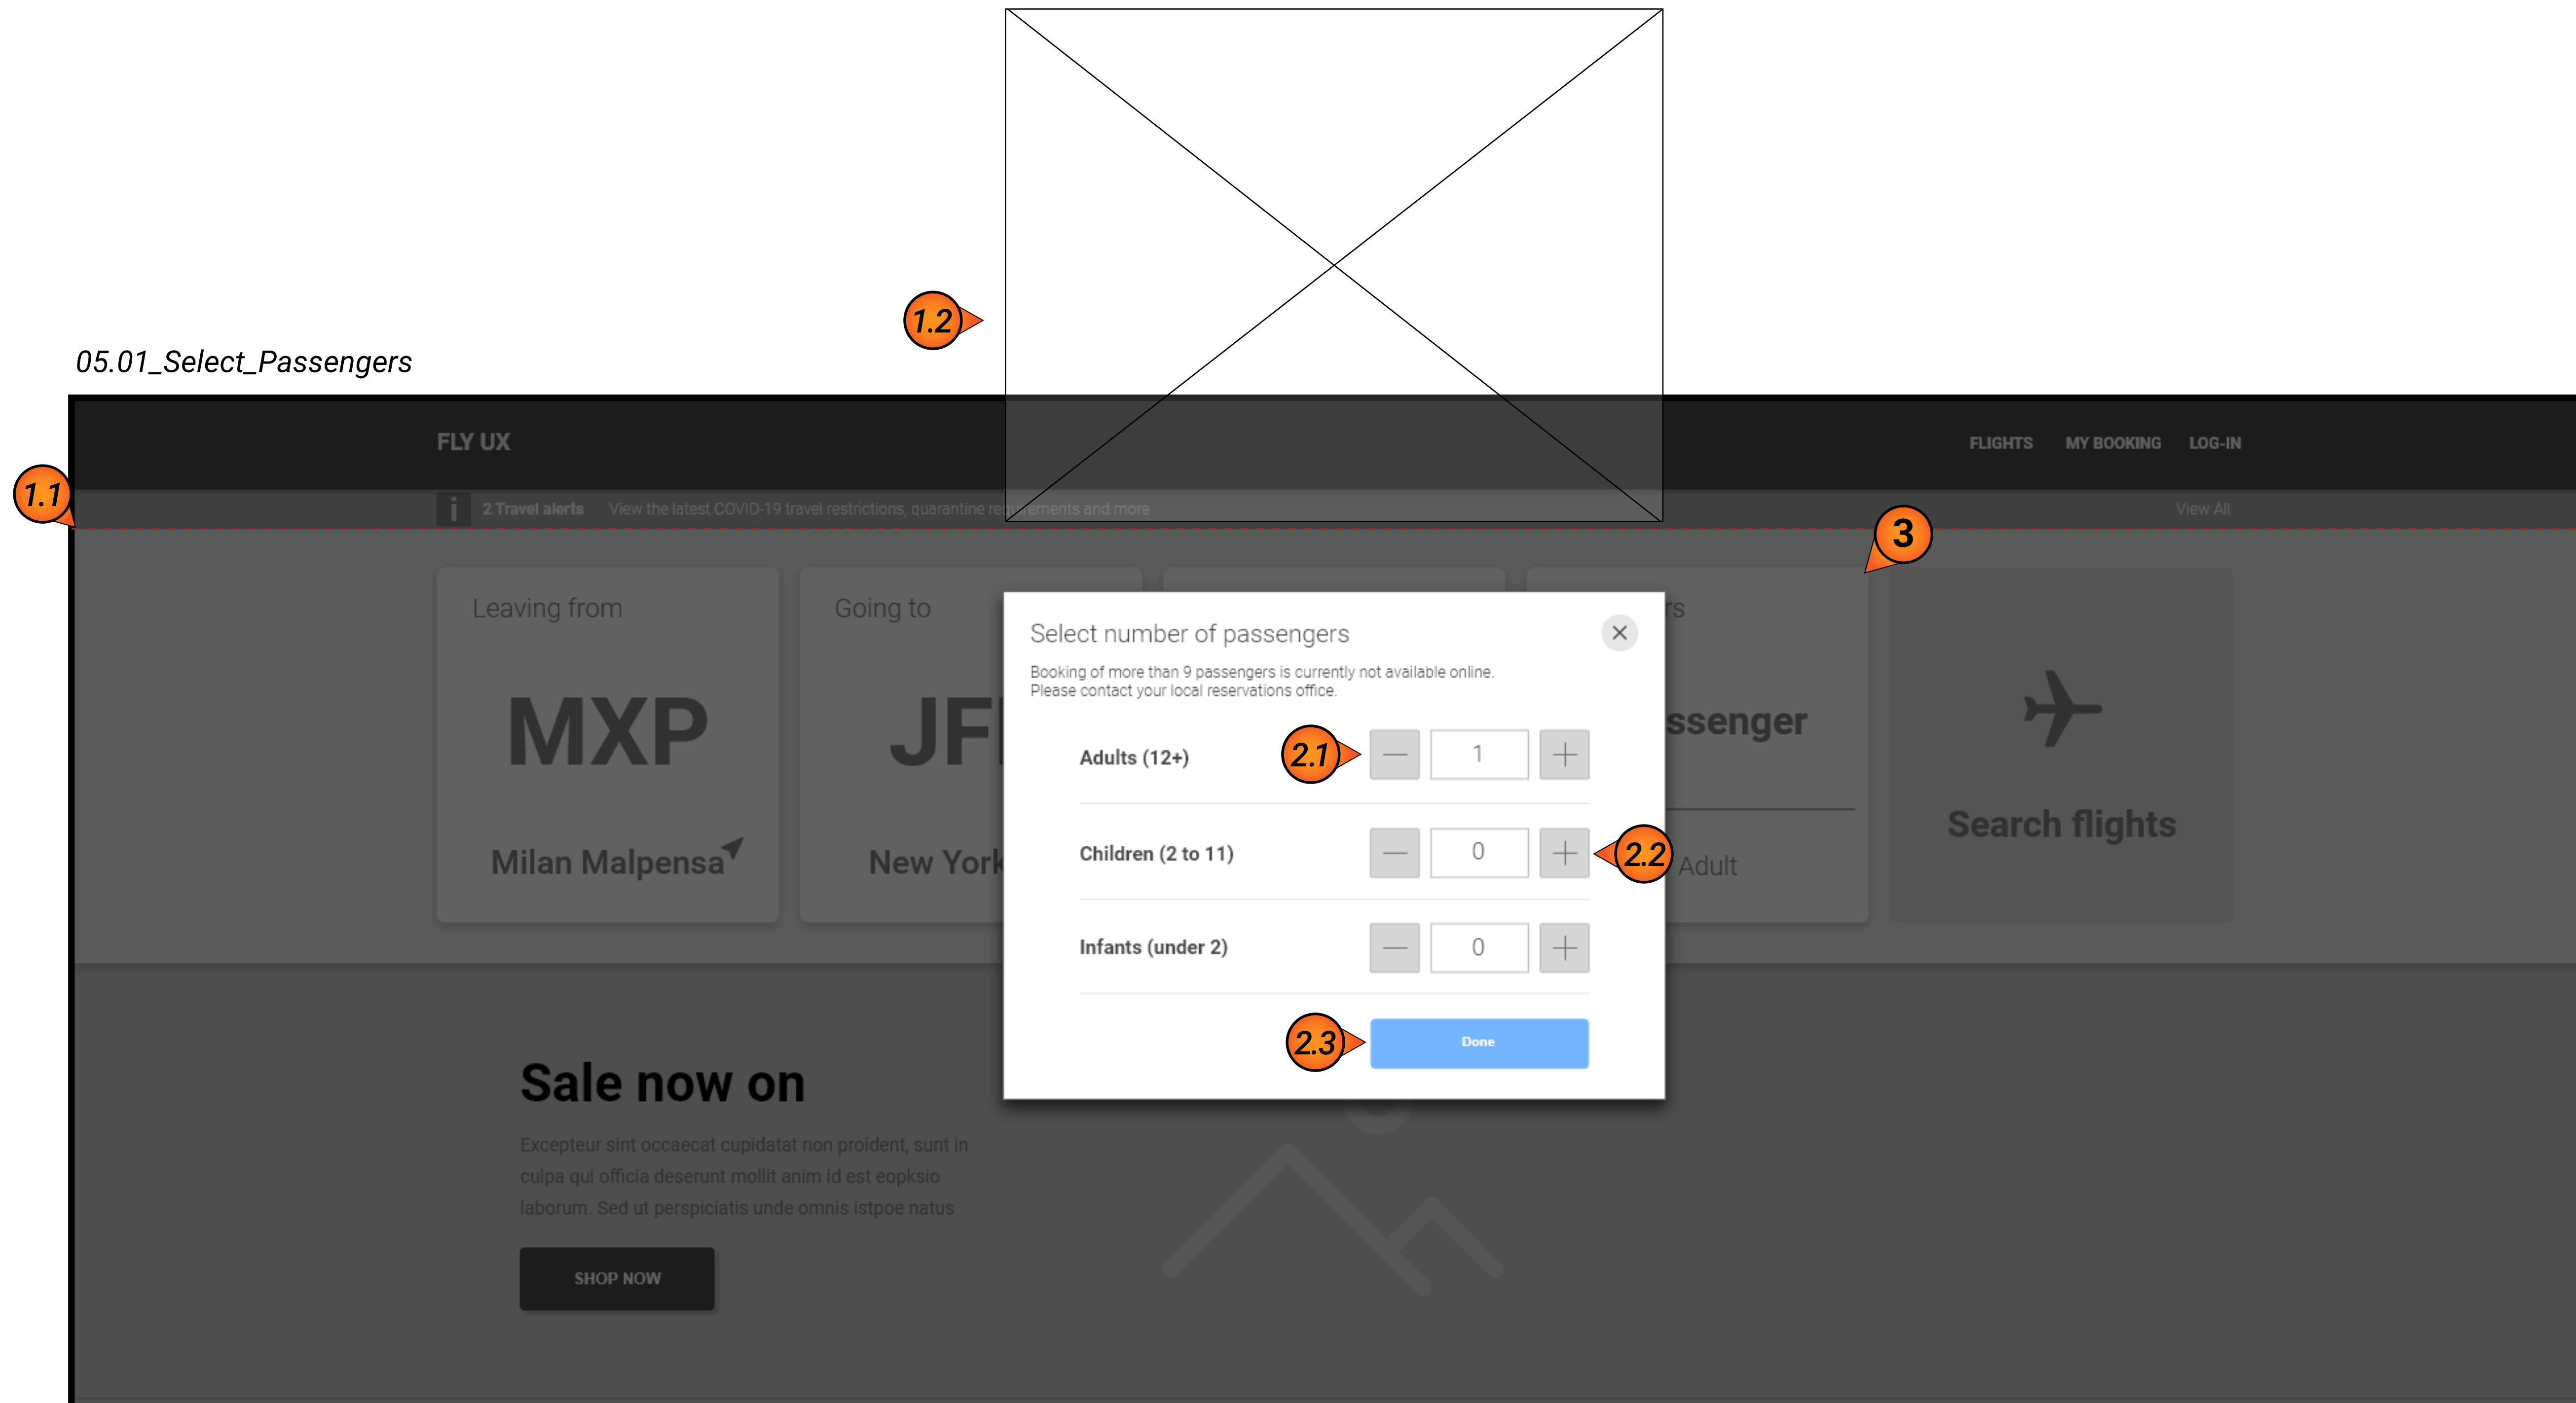 1.2
05.01_Select_Passengers
FLY UX
FLIGHTS MY BOOKING LOG-IN
1.1
i 2 Travel alerts View the latest COVID-19 travel restrictions, quarantine requirements and more View All
3
Leaving from
MXP
Milan Malpensa
Going to
JF
New York
Select number of passengers
Booking of more than 9 passengers is currently not available online.
Please contact your local reservations office.
Adults (12+) 2.1 1
Children (2 to 11) 0 2.2
Infants (under 2) 0
2.3 Done
rs
ssenger
Adult
Search flights
Sale now on
Excepteur sint occaecat cupidatat non proident, sunt in
culpa qui officia deserunt mollit anim id est eopksio
laborum. Sed ut perspiciatis unde omnis istpoe natus
SHOP NOW